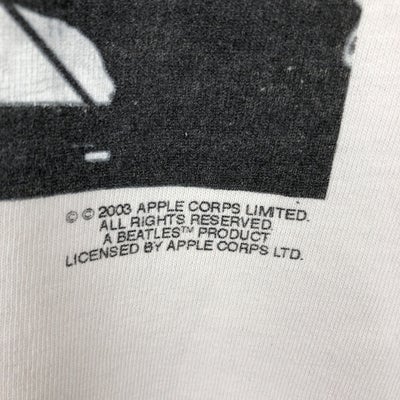 © © 2003 APPLE CORPS LIMITED.
ALL RIGHTS RESERVED.
A BEATLES™ PRODUCT
LICENSED BY APPLE CORPS LTD.